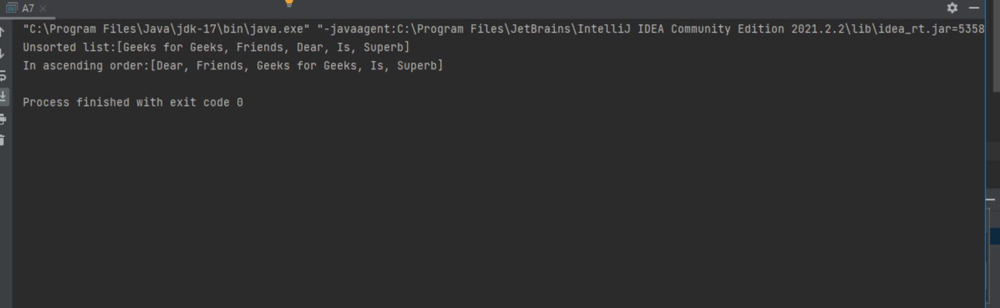 A7
"C:\Program Files\Java\jdk-17\bin\java.exe" "-javaagent:C:\Program Files\JetBrains\IntelliJ IDEA Community Edition 2021.2.2\lib\idea_rt.jar=5358
Unsorted list:[Geeks for Geeks, Friends, Dear, Is, Superb]
In ascending order:[Dear, Friends, Geeks for Geeks, Is, Superb]
Process finished with exit code 0